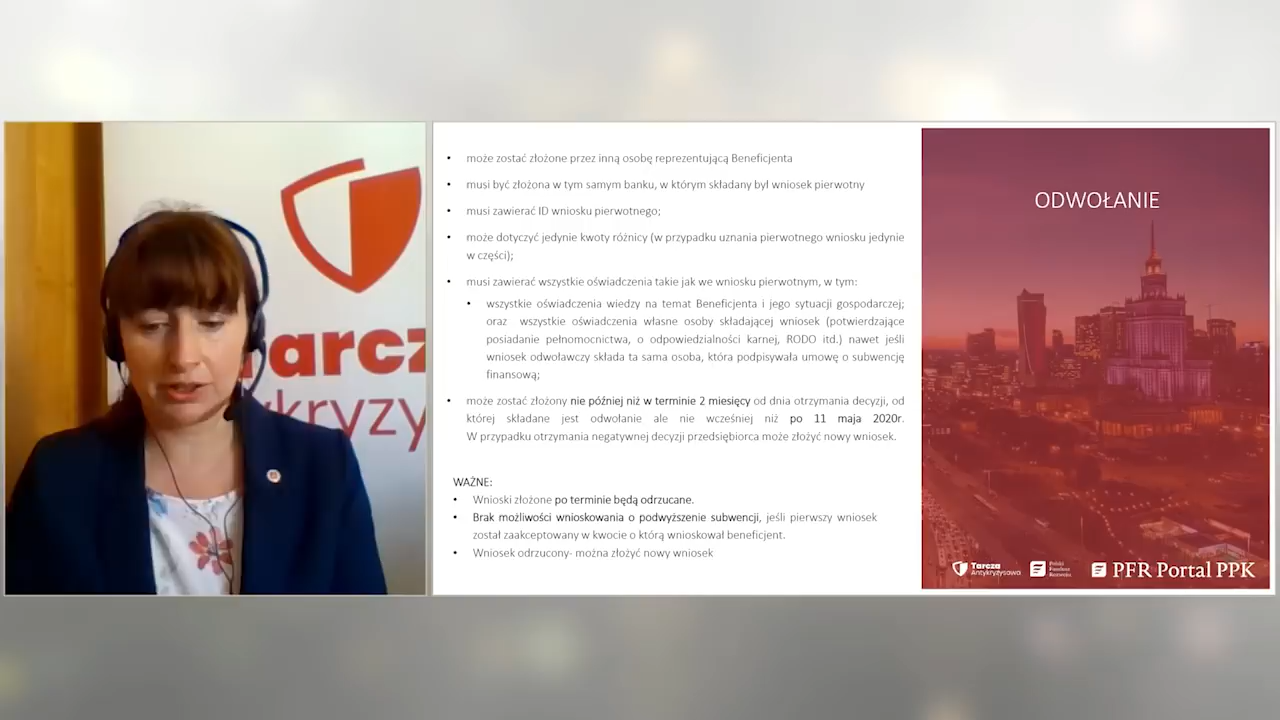 Tarcz
ykryzy
• może zostać złożone przez inną osobę reprezentującą Beneficjenta
• musi być złożona w tym samym banku, w którym składany był wniosek pierwotny
• musi zawierać ID wniosku pierwotnego;
• może dotyczyć jedynie kwoty różnicy (w przypadku uznania pierwotnego wniosku jedynie
w części);
• musi zawierać wszystkie oświadczenia takie jak we wniosku pierwotnym, w tym:
• wszystkie oświadczenia wiedzy na temat Beneficjenta i jego sytuacji gospodarczej;
oraz wszystkie oświadczenia własne osoby składającej wniosek (potwierdzające
posiadanie pełnomocnictwa, o odpowiedzialności karnej, RODO itd.) nawet jeśli
wniosek odwoławczy składa ta sama osoba, która podpisywała umowę o subwencję
finansową;
• może zostać złożony nie później niż w terminie 2 miesięcy od dnia otrzymania decyzji, od
której składane jest odwołanie ale nie wcześniej niż po 11 maja 2020r.
W przypadku otrzymania negatywnej decyzji przedsiębiorca może złożyć nowy wniosek.
WAŻNE:
• Wnioski złożone po terminie będą odrzucane.
• Brak możliwości wnioskowania o podwyższenie subwencji, jeśli pierwszy wniosek
został zaakceptowany w kwocie o którą wnioskował beneficjent.
• Wniosek odrzucony- można złożyć nowy wniosek
ODWOŁANIE
Tarcza
Antykryzysowa
Polski
Fundusz
Rozwoju
PFR Portal PPK